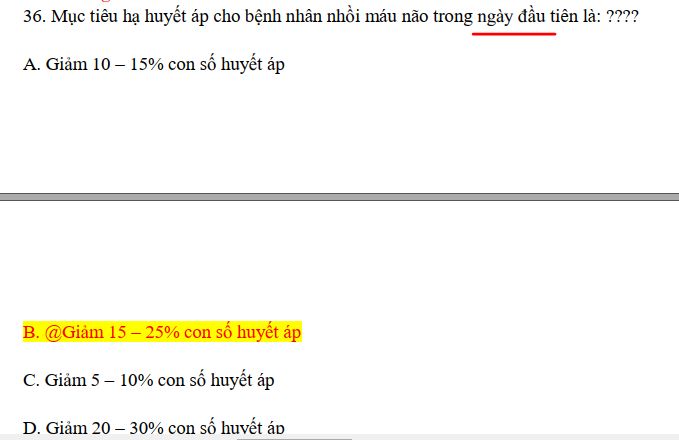 36. Mục tiêu hạ huyết áp cho bệnh nhân nhồi máu não trong ngày đầu tiên là: ????
A. Giảm 10 – 15% con số huyết áp
B. @Giảm 15 – 25% con số huyết áp
C. Giảm 5 – 10% con số huyết áp
D. Giảm 20 – 30% con số huyết áp